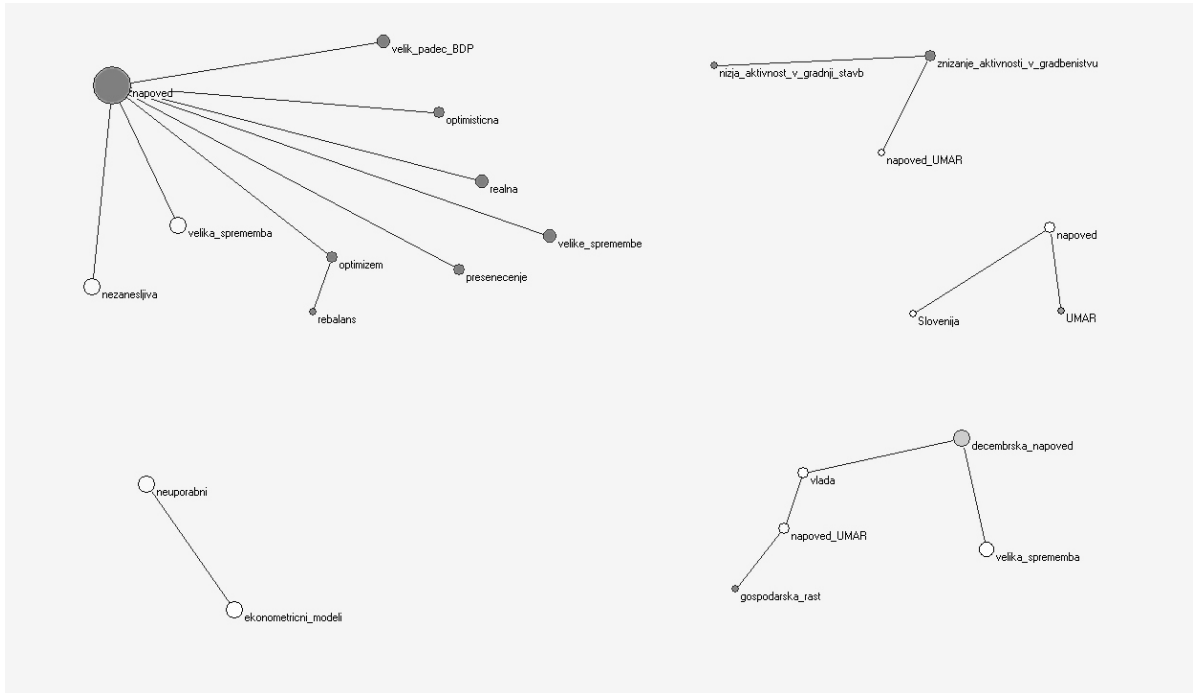 velik_padec_BDP
napoved
optimisticna
realna
velike_spremembe
velika_sprememba
optimizem
presenecenje
nezanesljiva
rebalans
nizja_aktivnost_v_gradnji_stavb
znizanje_aktivnosti_v_gradbenistvu
napoved_UMAR
napoved
Slovenija
UMAR
neuporabni
ekonometricni_modeli
decembrska_napoved
vlada
napoved_UMAR
velika_sprememba
gospodarska_rast